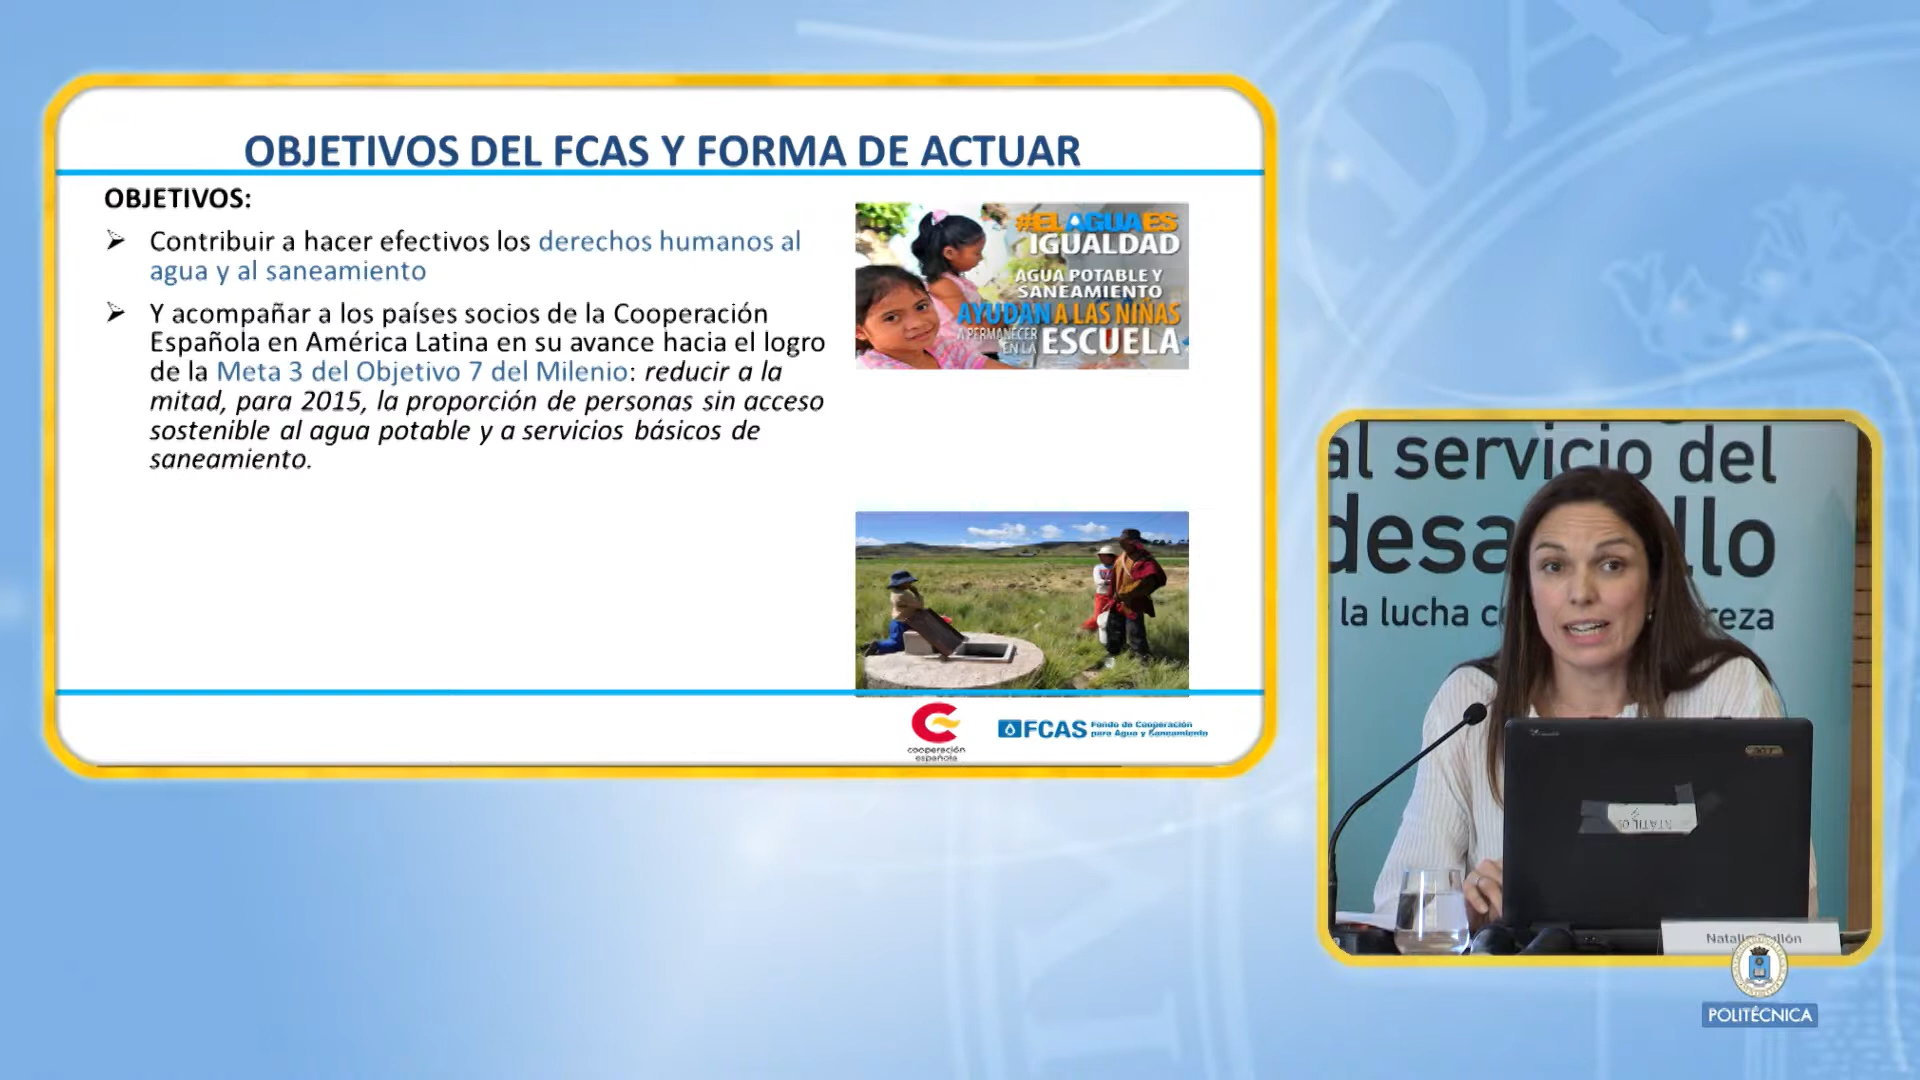 OBJETIVOS DEL FCAS Y FORMA DE ACTUAR
OBJETIVOS:
Contribuir a hacer efectivos los derechos humanos al
agua y al saneamiento
Y acompañar a los países socios de la Cooperación
Española en América Latina en su avance hacia el logro
de la Meta 3 del Objetivo 7 del Milenio: reducir a la
mitad, para 2015, la proporción de personas sin acceso
sostenible al agua potable y a servicios básicos de
saneamiento.
#ELAGUAES
IGUALDAD
AGUA POTABLE Y
SANEAMIENTO
AYUDAN A LAS NIÑAS
A PERMANECER
EN LA ESCUELA
cooperación
española
FCAS Fondo de Cooperación
para Agua y Saneamiento
al servicio del
la lucha
acer
POLITÉCNICA